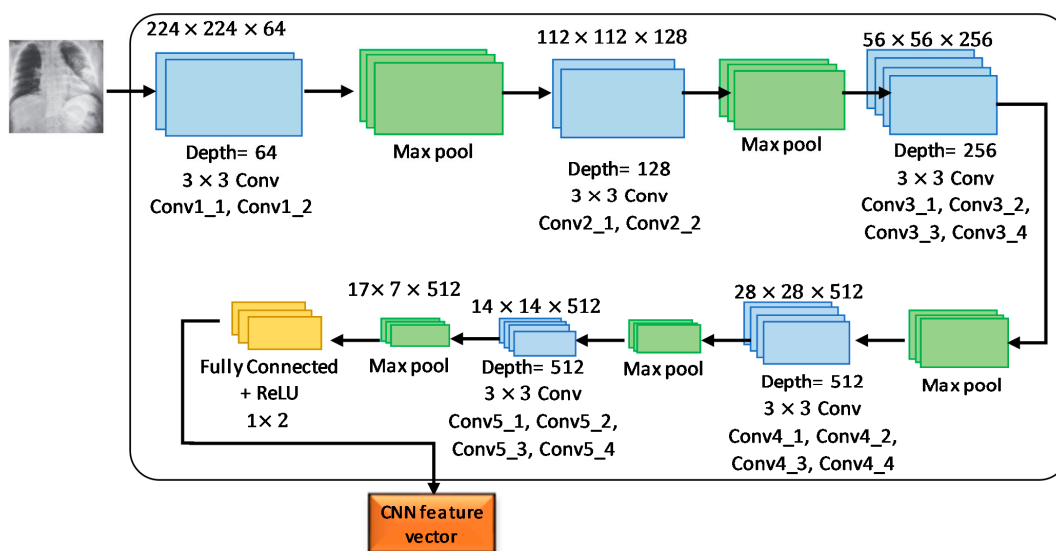 224 × 224 × 64
Depth= 64
3 × 3 Conv
Conv1_1, Conv1_2
Max pool
112 × 112 × 128
Depth= 128
3 × 3 Conv
Conv2_1, Conv2_2
Max pool
56 × 56 × 256
Depth= 256
3 × 3 Conv
Conv3_1, Conv3_2,
Conv3_3, Conv3_4
Max pool
28 × 28 × 512
Depth= 512
3 × 3 Conv
Conv4_1, Conv4_2,
Conv4_3, Conv4_4
Max pool
14 × 14 × 512
Depth= 512
3 × 3 Conv
Conv5_1, Conv5_2,
Conv5_3, Conv5_4
17× 7 × 512
Max pool
Fully Connected
+ ReLU
1× 2
CNN feature
vector